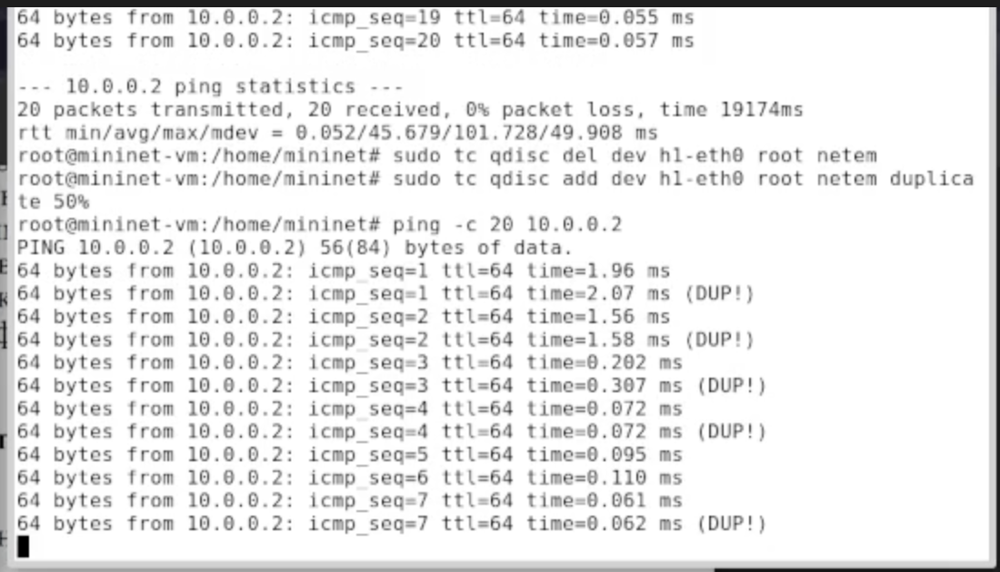 64 bytes from 10.0.0.2: icmp_seq=19 ttl=64 time=0.055 ms
64 bytes from 10.0.0.2: icmp_seq=20 ttl=64 time=0.057 ms

--- 10.0.0.2 ping statistics ---
20 packets transmitted, 20 received, 0% packet loss, time 19174ms
rtt min/avg/max/mdev = 0.052/45.679/101.728/49.908 ms
root@mininet-vm:/home/mininet# sudo tc qdisc del dev h1-eth0 root netem
root@mininet-vm:/home/mininet# sudo tc qdisc add dev h1-eth0 root netem duplica
te 50%
root@mininet-vm:/home/mininet# ping -c 20 10.0.0.2
PING 10.0.0.2 (10.0.0.2) 56(84) bytes of data.
64 bytes from 10.0.0.2: icmp_seq=1 ttl=64 time=1.96 ms
64 bytes from 10.0.0.2: icmp_seq=1 ttl=64 time=2.07 ms (DUP!)
64 bytes from 10.0.0.2: icmp_seq=2 ttl=64 time=1.56 ms
64 bytes from 10.0.0.2: icmp_seq=2 ttl=64 time=1.58 ms (DUP!)
64 bytes from 10.0.0.2: icmp_seq=3 ttl=64 time=0.202 ms
64 bytes from 10.0.0.2: icmp_seq=3 ttl=64 time=0.307 ms (DUP!)
64 bytes from 10.0.0.2: icmp_seq=4 ttl=64 time=0.072 ms
64 bytes from 10.0.0.2: icmp_seq=4 ttl=64 time=0.072 ms (DUP!)
64 bytes from 10.0.0.2: icmp_seq=5 ttl=64 time=0.095 ms
64 bytes from 10.0.0.2: icmp_seq=6 ttl=64 time=0.110 ms
64 bytes from 10.0.0.2: icmp_seq=7 ttl=64 time=0.061 ms
64 bytes from 10.0.0.2: icmp_seq=7 ttl=64 time=0.062 ms (DUP!)